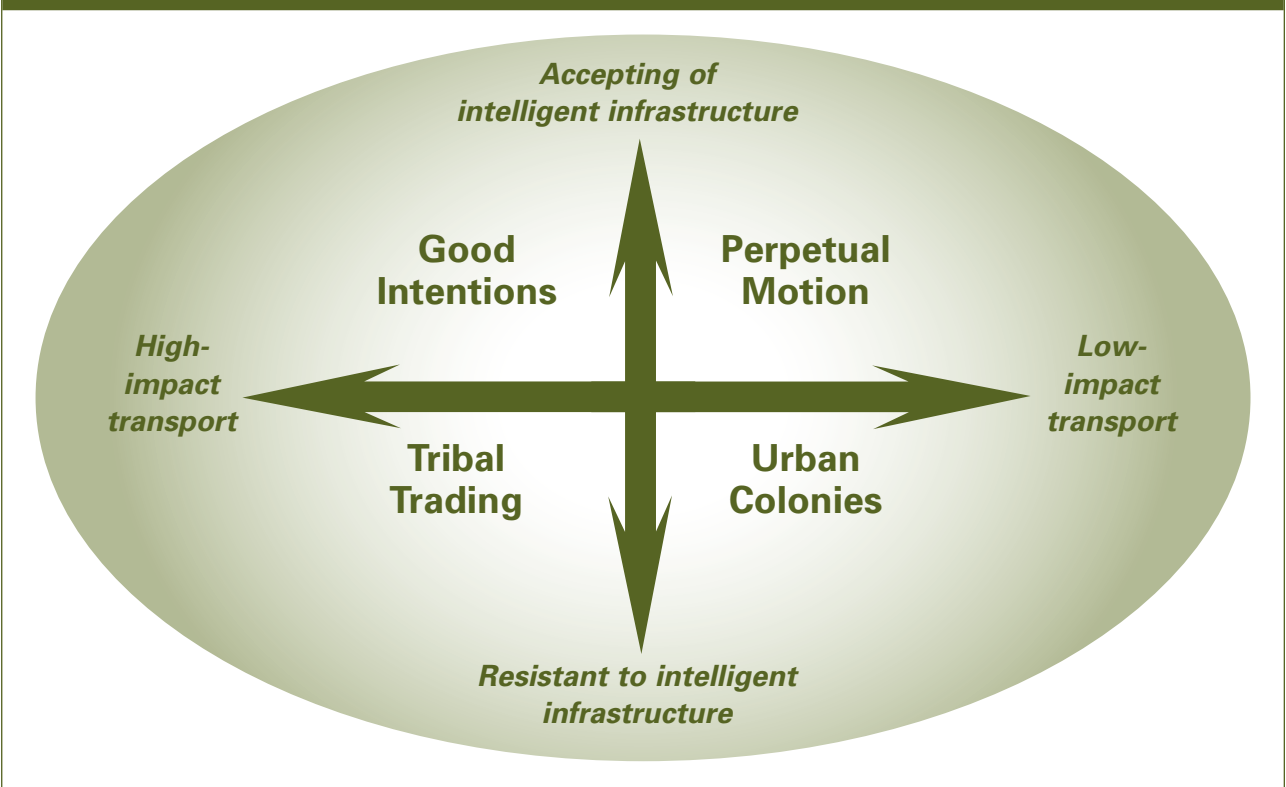 Accepting of
intelligent infrastructure
Good
Intentions
Perpetual
Motion
High-
impact
transport
Low-
impact
transport
Tribal
Trading
Urban
Colonies
Resistant to intelligent
infrastructure